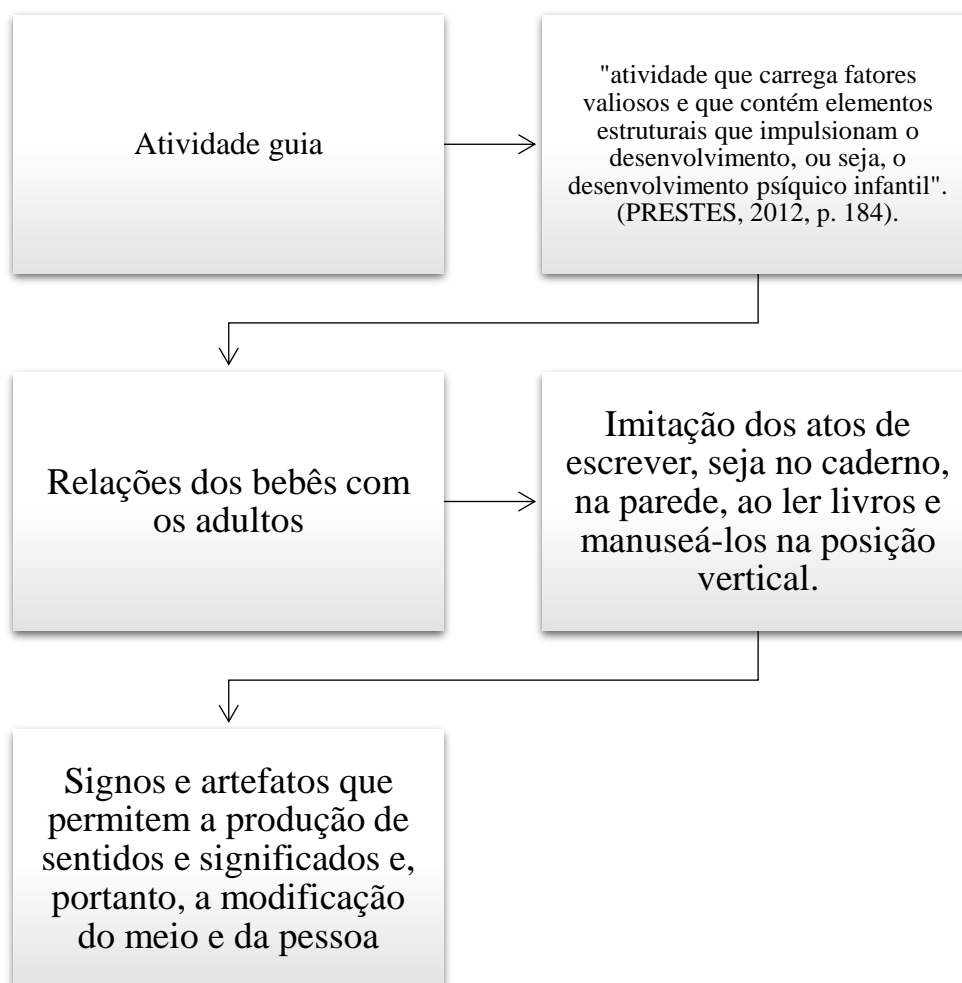 Atividade guia
"atividade que carrega fatores
valiosos e que contém elementos
estruturais que impulsionam o
desenvolvimento, ou seja, o
desenvolvimento psíquico infantil".
(PRESTES, 2012, p. 184).
Relações dos bebês com
os adultos
Imitação dos atos de
escrever, seja no caderno,
na parede, ao ler livros e
manuseá-los na posição
vertical.
Signos e artefatos que
permitem a produção de
sentidos e significados e,
portanto, a modificação
do meio e da pessoa